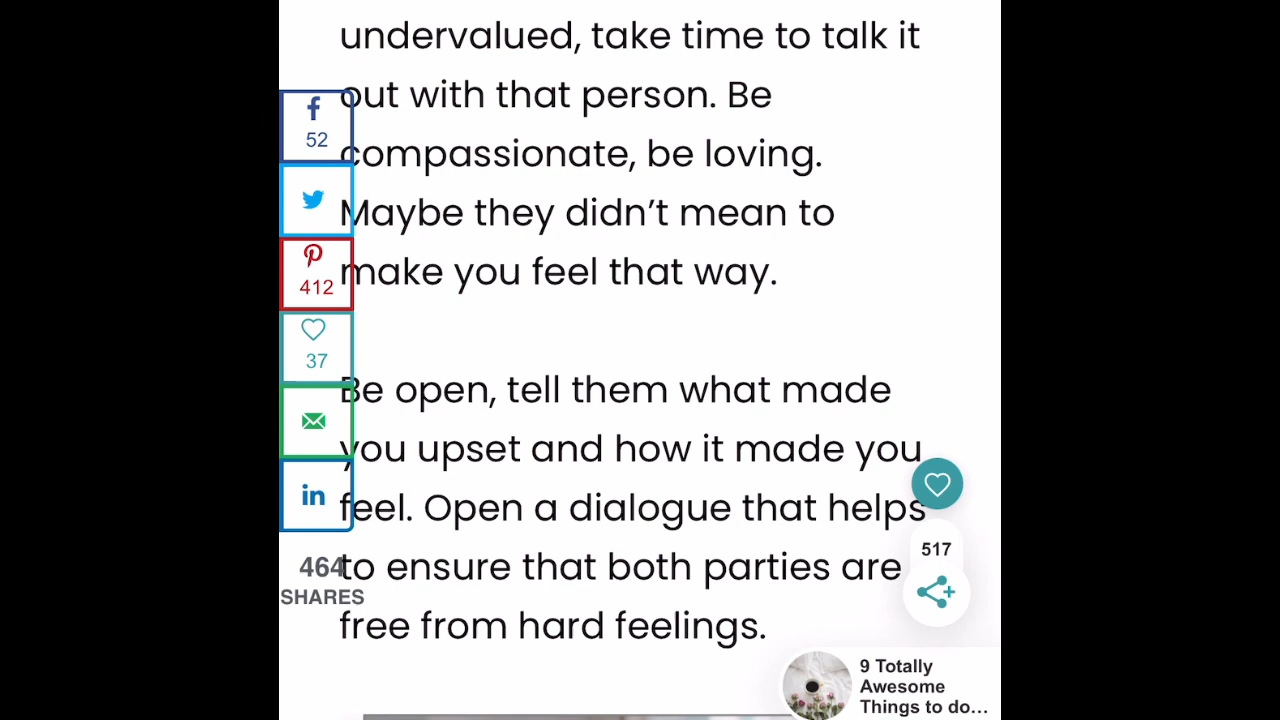 undervalued, take time to talk it
out with that person. Be
compassionate, be loving.
Maybe they didn’t mean to
make you feel that way.
Be open, tell them what made
you upset and how it made you
feel. Open a dialogue that helps
to ensure that both parties are
free from hard feelings.
f
52
412
37
in
464
SHARES
517
9 Totally
Awesome
Things to do...